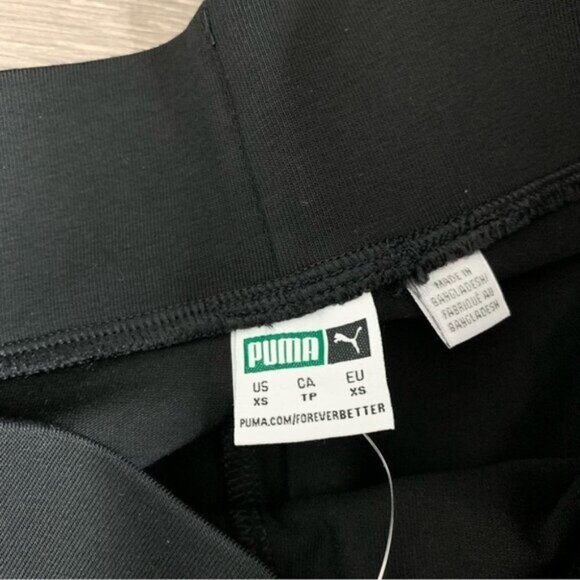 PUMA
US CA EU
XS TP XS
PUMA.COM/FOREVERBETTER
MADE IN
BANGLADESH/
FABRIQUÉ AU
BANGLADESH